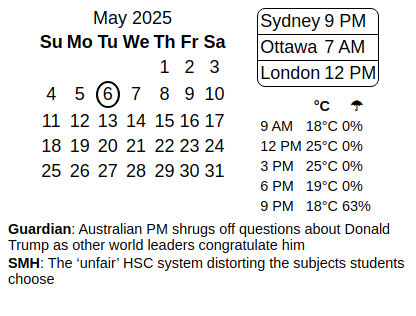 May 2025
Su Mo Tu We Th Fr Sa
1 2 3
4 5 6 7 8 9 10
11 12 13 14 15 16 17
18 19 20 21 22 23 24
25 26 27 28 29 30 31
Sydney 9 PM
Ottawa 7 AM
London 12 PM
°C ☂
9 AM 18°C 0%
12 PM 25°C 0%
3 PM 25°C 0%
6 PM 19°C 0%
9 PM 18°C 63%
Guardian: Australian PM shrugs off questions about Donald
Trump as other world leaders congratulate him
SMH: The ‘unfair’ HSC system distorting the subjects students
choose